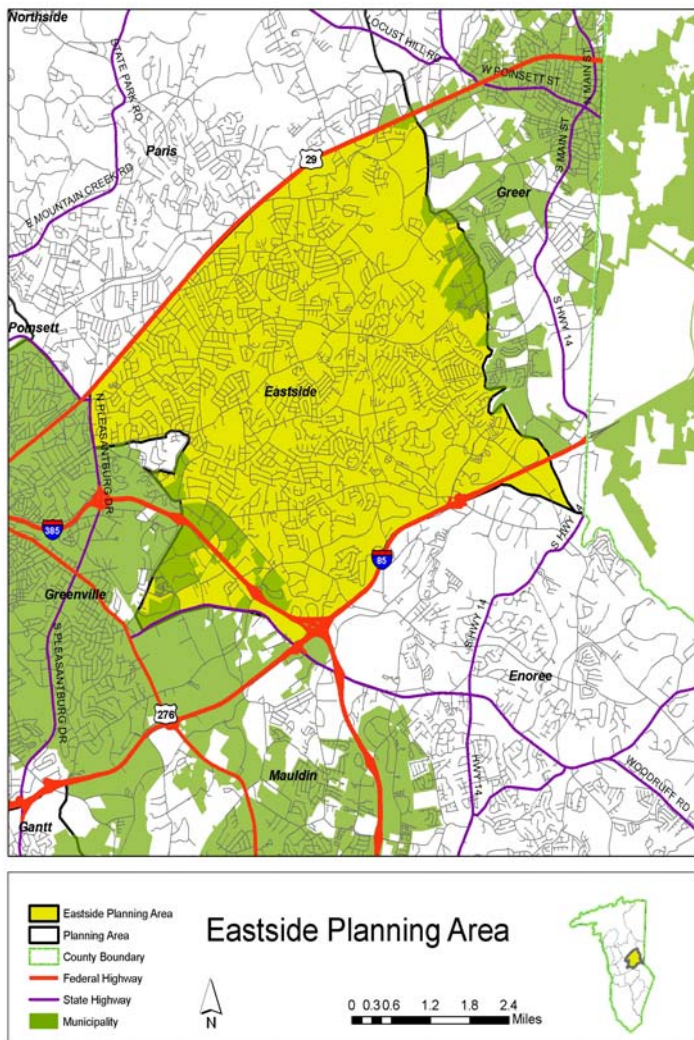 Northside
STATE PARK RD
LOCUST HILL RD
W POINSETT ST
N MAIN ST
Paris
29
S MAIN ST
E MOUNTAIN CREEK RD
Greer
S HWY 14
Poinsett
Eastside
N PLEASANTBURG DR
385
85
S HWY 14
Greenville
S PLEASANTBURG DR
S HWY 14
Enoree
276
Mauldin
HWY 14
WOODRUFF RD
Gantt
Eastside Planning Area
Planning Area
County Boundary
Federal Highway
State Highway
Municipality
Eastside Planning Area
N
0 0.3 0.6 1.2 1.8 2.4
Miles